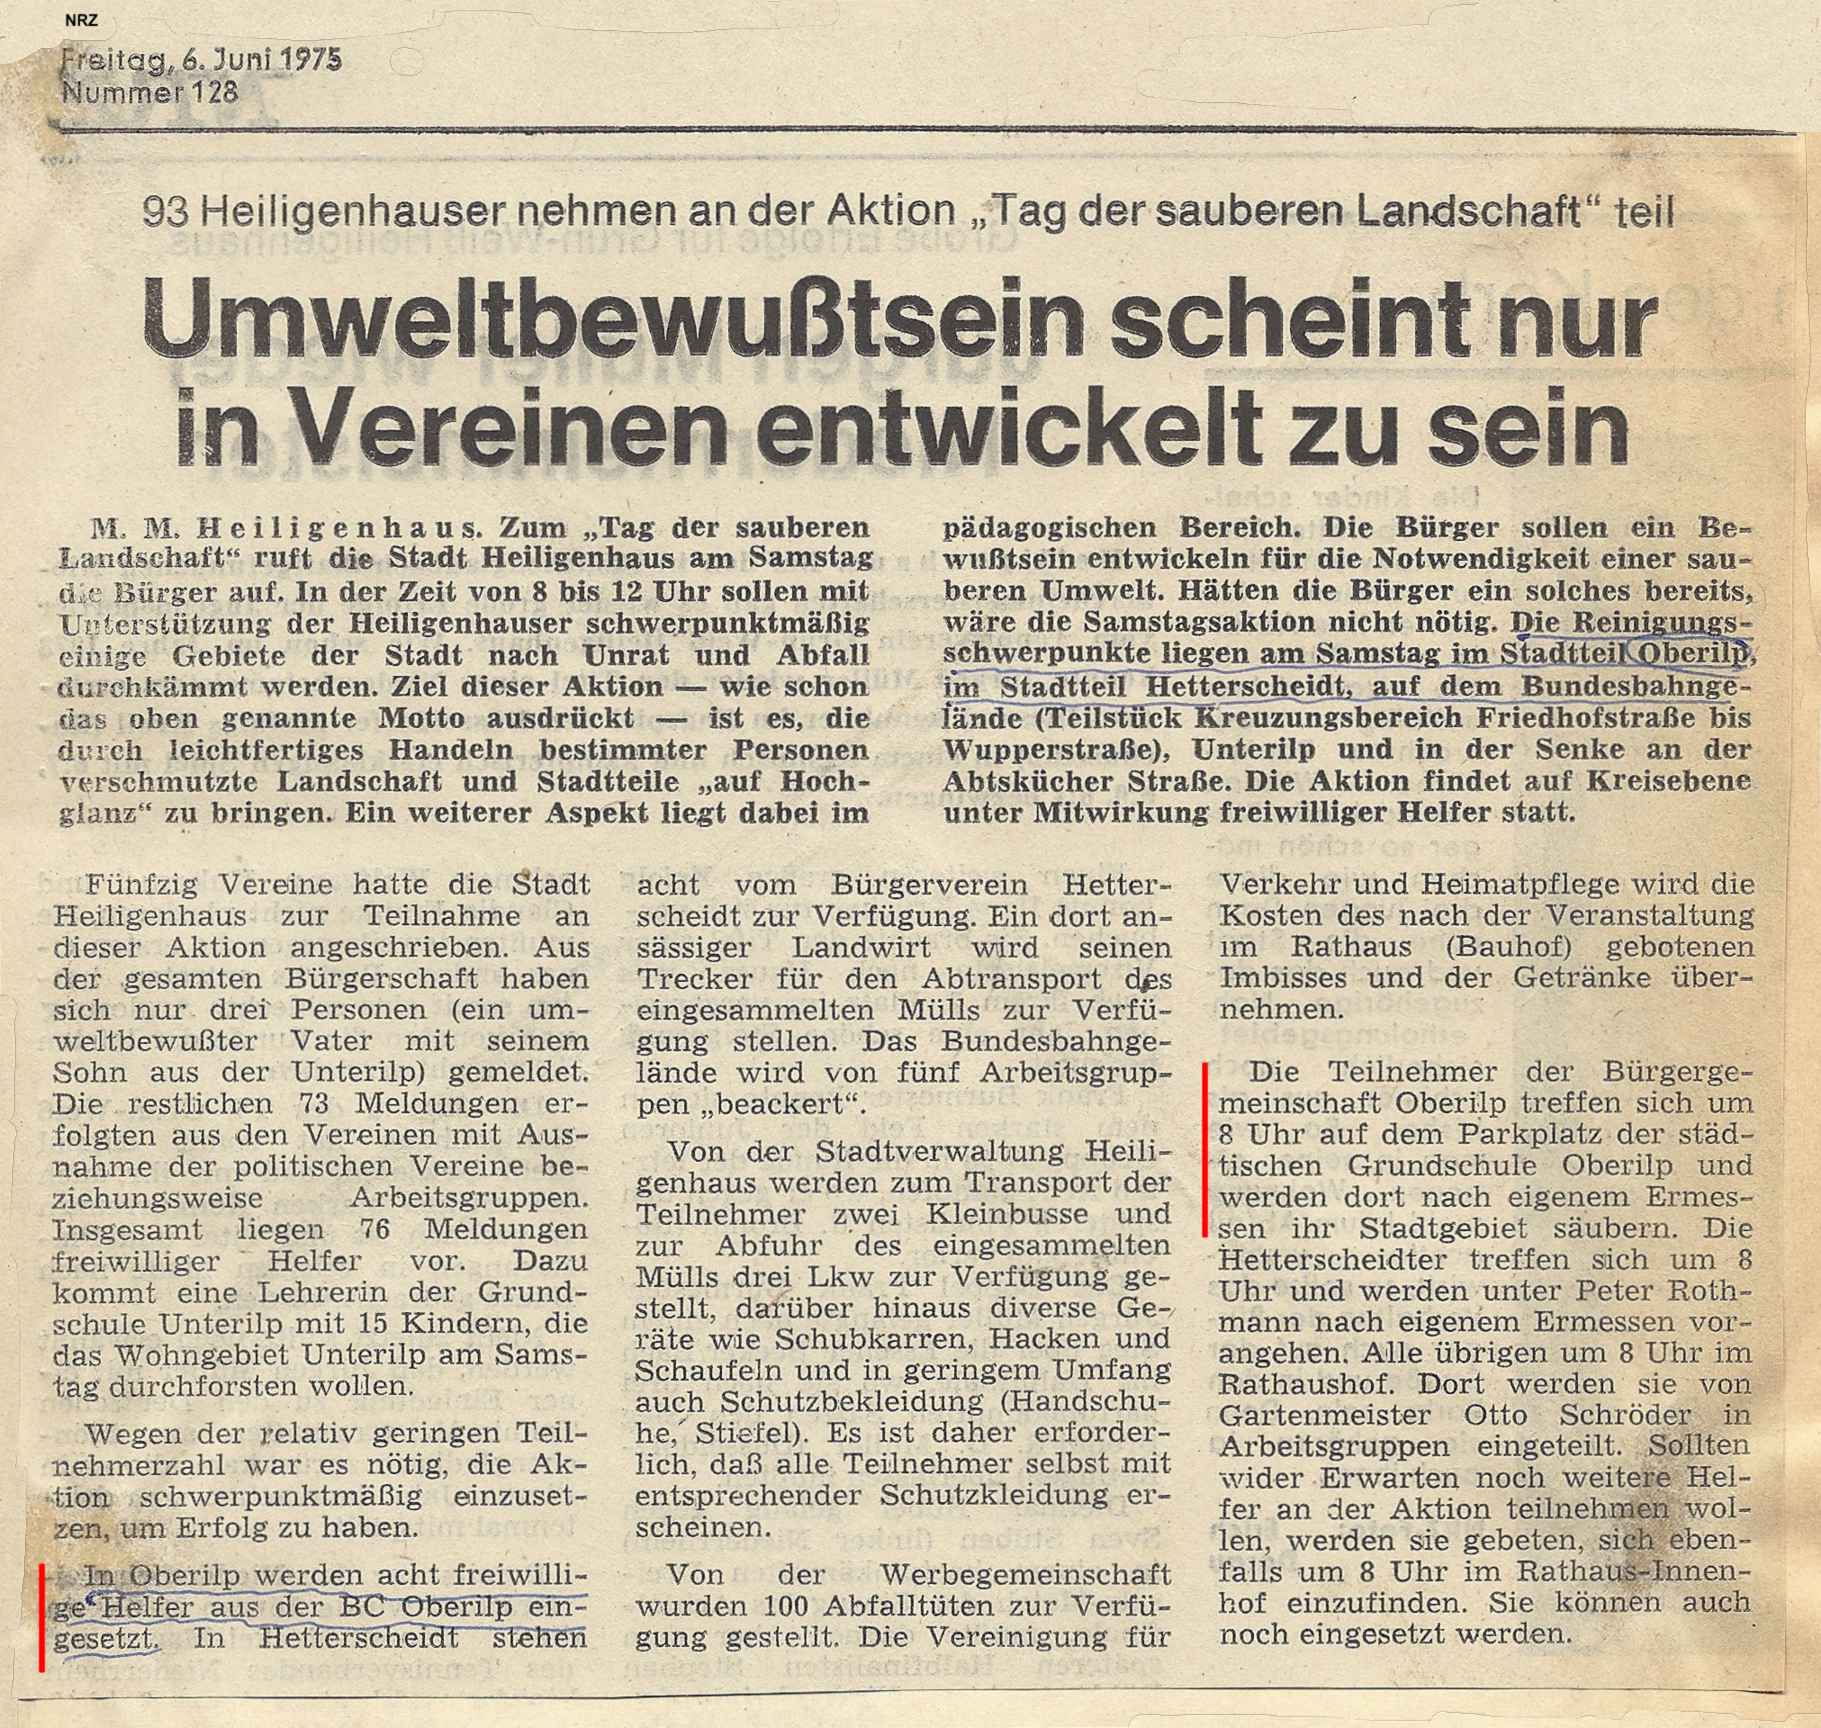 NRZ
Freitag, 6. Juni 1975
Nummer 128
93 Heiligenhauser nehmen an der Aktion „Tag der sauberen Landschaft“ teil
Umweltbewußtsein scheint nur
in Vereinen entwickelt zu sein
M. M. Heiligenhaus. Zum „Tag der sauberen
Landschaft“ ruft die Stadt Heiligenhaus am Samstag
die Bürger auf. In der Zeit von 8 bis 12 Uhr sollen mit
Unterstützung der Heiligenhauser schwerpunktmäßig
einige Gebiete der Stadt nach Unrat und Abfall
durchkämmt werden. Ziel dieser Aktion — wie schon
das oben genannte Motto ausdrückt — ist es, die
durch leichtfertiges Handeln bestimmter Personen
verschmutzte Landschaft und Stadtteile „auf Hoch-
glanz“ zu bringen. Ein weiterer Aspekt liegt dabei im
pädagogischen Bereich. Die Bürger sollen ein Be-
wußtsein entwickeln für die Notwendigkeit einer sau-
beren Umwelt. Hätten die Bürger ein solches bereits,
wäre die Samstagsaktion nicht nötig. Die Reinigungs-
schwerpunkte liegen am Samstag im Stadtteil Oberilp,
im Stadtteil Hetterscheidt, auf dem Bundesbahnge-
lände (Teilstück Kreuzungsbereich Friedhofstraße bis
Wupperstraße), Unterilp und in der Senke an der
Abtskücher Straße. Die Aktion findet auf Kreisebene
unter Mitwirkung freiwilliger Helfer statt.
Fünfzig Vereine hatte die Stadt
Heiligenhaus zur Teilnahme an
dieser Aktion angeschrieben. Aus
der gesamten Bürgerschaft haben
sich nur drei Personen (ein um-
weltbewußter Vater mit seinem
Sohn aus der Unterilp) gemeldet.
Die restlichen 73 Meldungen er-
folgten aus den Vereinen mit Aus-
nahme der politischen Vereine be-
ziehungsweise Arbeitsgruppen.
Insgesamt liegen 76 Meldungen
freiwilliger Helfer vor. Dazu
kommt eine Lehrerin der Grund-
schule Unterilp mit 15 Kindern, die
das Wohngebiet Unterilp am Sams-
tag durchforsten wollen.
Wegen der relativ geringen Teil-
nehmerzahl war es nötig, die Ak-
tion schwerpunktmäßig einzuset-
zen, um Erfolg zu haben.
In Oberilp werden acht freiwilli-
ge Helfer aus der BC Oberilp ein-
gesetzt. In Hetterscheidt stehen
acht vom Bürgerverein Hetter-
scheidt zur Verfügung. Ein dort an-
sässiger Landwirt wird seinen
Trecker für den Abtransport des
eingesammelten Mülls zur Verfü-
gung stellen. Das Bundesbahnge-
lände wird von fünf Arbeitsgrup-
pen „beackert“.
Von der Stadtverwaltung Heili-
genhaus werden zum Transport der
Teilnehmer zwei Kleinbusse und
zur Abfuhr des eingesammelten
Mülls drei Lkw zur Verfügung ge-
stellt, darüber hinaus diverse Ge-
räte wie Schubkarren, Hacken und
Schaufeln und in geringem Umfang
auch Schutzbekleidung (Handschu-
he, Stiefel). Es ist daher erforder-
lich, daß alle Teilnehmer selbst mit
entsprechender Schutzkleidung er-
scheinen.
Von der Werbegemeinschaft
wurden 100 Abfalltüten zur Verfü-
gung gestellt. Die Vereinigung für
Verkehr und Heimatpflege wird die
Kosten des nach der Veranstaltung
im Rathaus (Bauhof) gebotenen
Imbisses und der Getränke über-
nehmen.
Die Teilnehmer der Bürgerge-
meinschaft Oberilp treffen sich um
8 Uhr auf dem Parkplatz der städ-
tischen Grundschule Oberilp und
werden dort nach eigenem Ermes-
sen ihr Stadtgebiet säubern. Die
Hetterscheidter treffen sich um 8
Uhr und werden unter Peter Roth-
mann nach eigenem Ermessen vor-
angehen. Alle übrigen um 8 Uhr im
Rathaushof. Dort werden sie von
Gartenmeister Otto Schröder in
Arbeitsgruppen eingeteilt. Sollten
wider Erwarten noch weitere Hel-
fer an der Aktion teilnehmen wol-
len, werden sie gebeten, sich eben-
falls um 8 Uhr im Rathaus-Innen-
hof einzufinden. Sie können auch
noch eingesetzt werden.